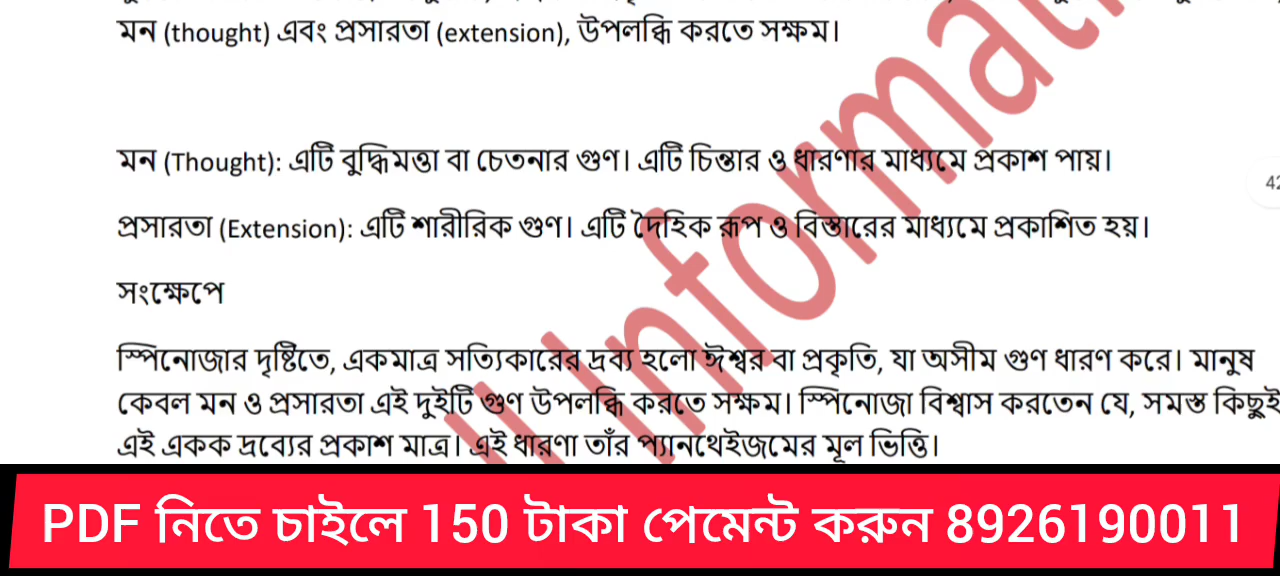 মন (thought) এবং প্রসারতা (extension), উপলব্ধি করতে সক্ষম।
মন (Thought): এটি বুদ্ধিমত্তা বা চেতনার গুণ। এটি চিন্তার ও ধারণার মাধ্যমে প্রকাশ পায়।
42
প্রসারতা (Extension): এটি শারীরিক গুণ। এটি দৈহিক রূপ ও বিস্তারের মাধ্যমে প্রকাশিত হয়।
সংক্ষেপে
স্পিনোজার দৃষ্টিতে, একমাত্র সত্যিকারের দ্রব্য হলো ঈশ্বর বা প্রকৃতি, যা অসীম গুণ ধারণ করে। মানুষ
কেবল মন ও প্রসারতা এই দুইটি গুণ উপলব্ধি করতে সক্ষম। স্পিনোজা বিশ্বাস করতেন যে, সমস্ত কিছুই
এই একক দ্রব্যের প্রকাশ মাত্র। এই ধারণা তাঁর প্যানথেইজমের মূল ভিত্তি।
PDF নিতে চাইলে 150 টাকা পেমেন্ট করুন 8926190011